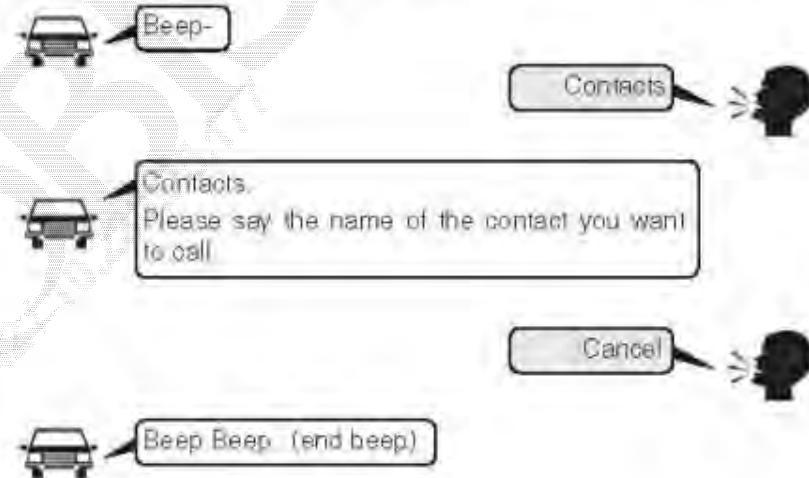 Beep-
Contacts
Contacts.
Please say the name of the contact you want
to call
Cancel
Beep Beep. (end beep)